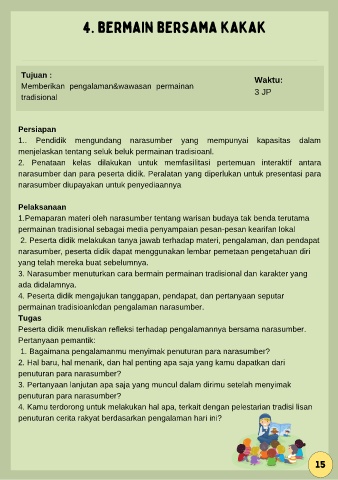 4. BERMAIN BERSAMA KAKAK
Tujuan :
Memberikan pengalaman&wawasan permainan
tradisional
Waktu:
3 JP
Persiapan
1.. Pendidik mengundang narasumber yang mempunyai kapasitas dalam
menjelaskan tentang seluk beluk permainan tradisioanl.
2. Penataan kelas dilakukan untuk memfasilitasi pertemuan interaktif antara
narasumber dan para peserta didik. Peralatan yang diperlukan untuk presentasi para
narasumber diupayakan untuk penyediaannya
Pelaksanaan
1.Pemaparan materi oleh narasumber tentang warisan budaya tak benda terutama
permainan tradisional sebagai media penyampaian pesan-pesan kearifan lokal
2. Peserta didik melakukan tanya jawab terhadap materi, pengalaman, dan pendapat
narasumber, peserta didik dapat menggunakan lembar pemetaan pengetahuan diri
yang telah mereka buat sebelumnya.
3. Narasumber menuturkan cara bermain permainan tradisional dan karakter yang
ada didalamnya.
4. Peserta didik mengajukan tanggapan, pendapat, dan pertanyaan seputar
permainan tradisioanlcdan pengalaman narasumber.
Tugas
Peserta didik menuliskan refleksi terhadap pengalamannya bersama narasumber.
Pertanyaan pemantik:
1. Bagaimana pengalamanmu menyimak penuturan para narasumber?
2. Hal baru, hal menarik, dan hal penting apa saja yang kamu dapatkan dari
penuturan para narasumber?
3. Pertanyaan lanjutan apa saja yang muncul dalam dirimu setelah menyimak
penuturan para narasumber?
4. Kamu terdorong untuk melakukan hal apa, terkait dengan pelestarian tradisi lisan
penuturan cerita rakyat berdasarkan pengalaman hari ini?
15